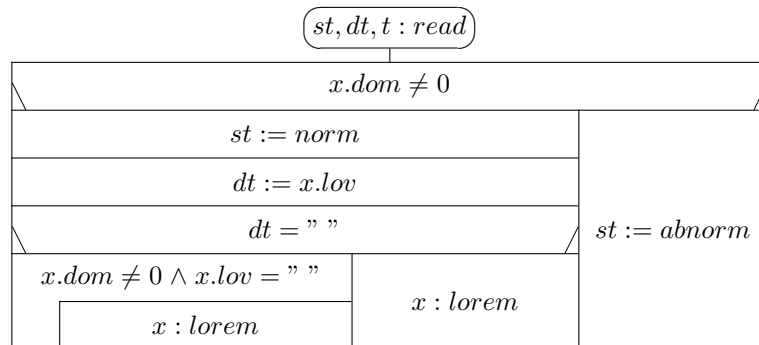 st, dt, t : read
x.dom ≠ 0
st := norm
dt := x.lov
dt = ” ”
st := abnorm
x.dom ≠ 0 ∧ x.lov = ” ”
x : lorem
x : lorem